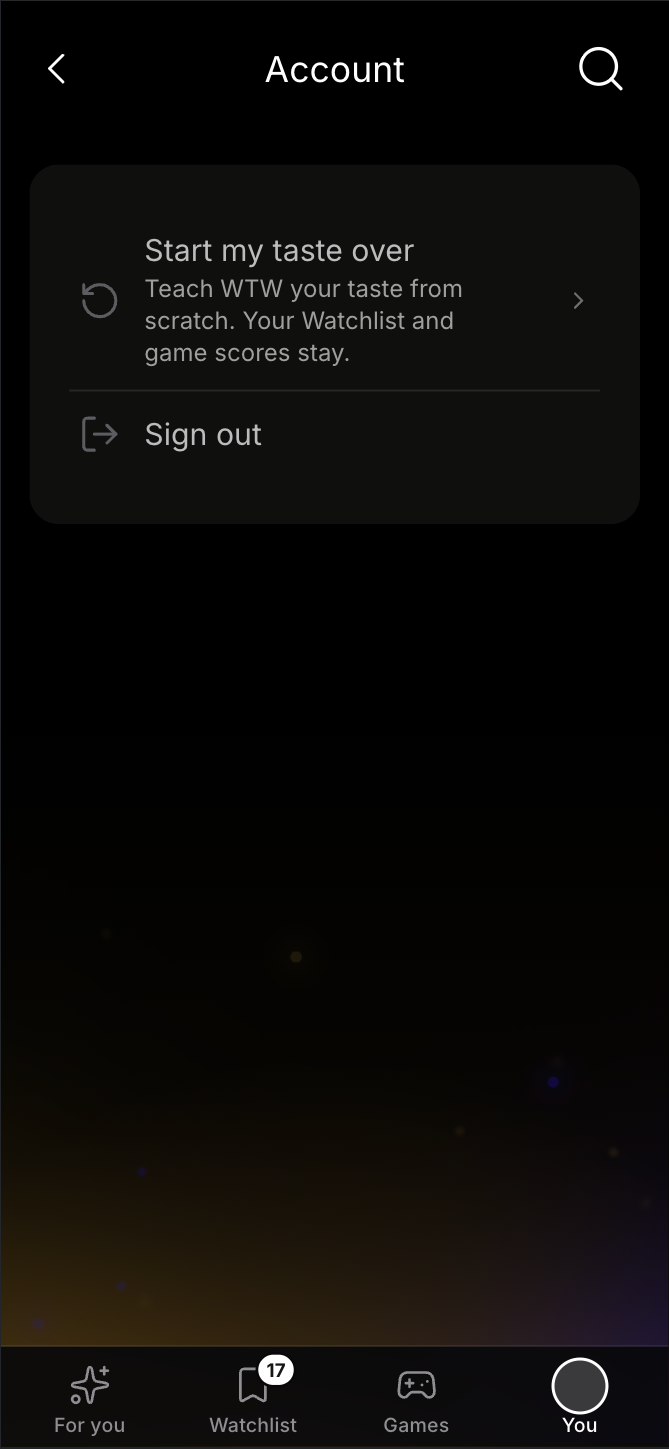 Account
Start my taste over
Teach WTW your taste from
scratch. Your Watchlist and
game scores stay.
Sign out
17
For you
Watchlist
Games
You